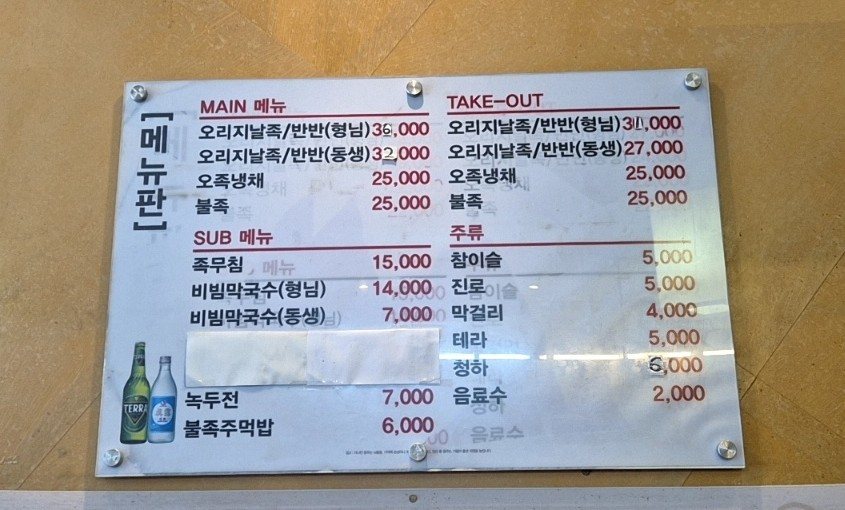 [메뉴판]
MAIN 메뉴
오리지날족/반반(형님) 36,000
오리지날족/반반(동생) 32,000
오족냉채 25,000
불족 25,000
SUB 메뉴
족무침 15,000
비빔막국수(형님) 14,000
비빔막국수(동생) 7,000
녹두전 7,000
불족주먹밥 6,000
TERRA
TAKE-OUT
오리지날족/반반(형님) 31,000
오리지날족/반반(동생) 27,000
오족냉채 25,000
불족 25,000
주류
참이슬 5,000
진로 5,000
막걸리 4,000
테라 5,000
청하 6,000
음료수 2,000